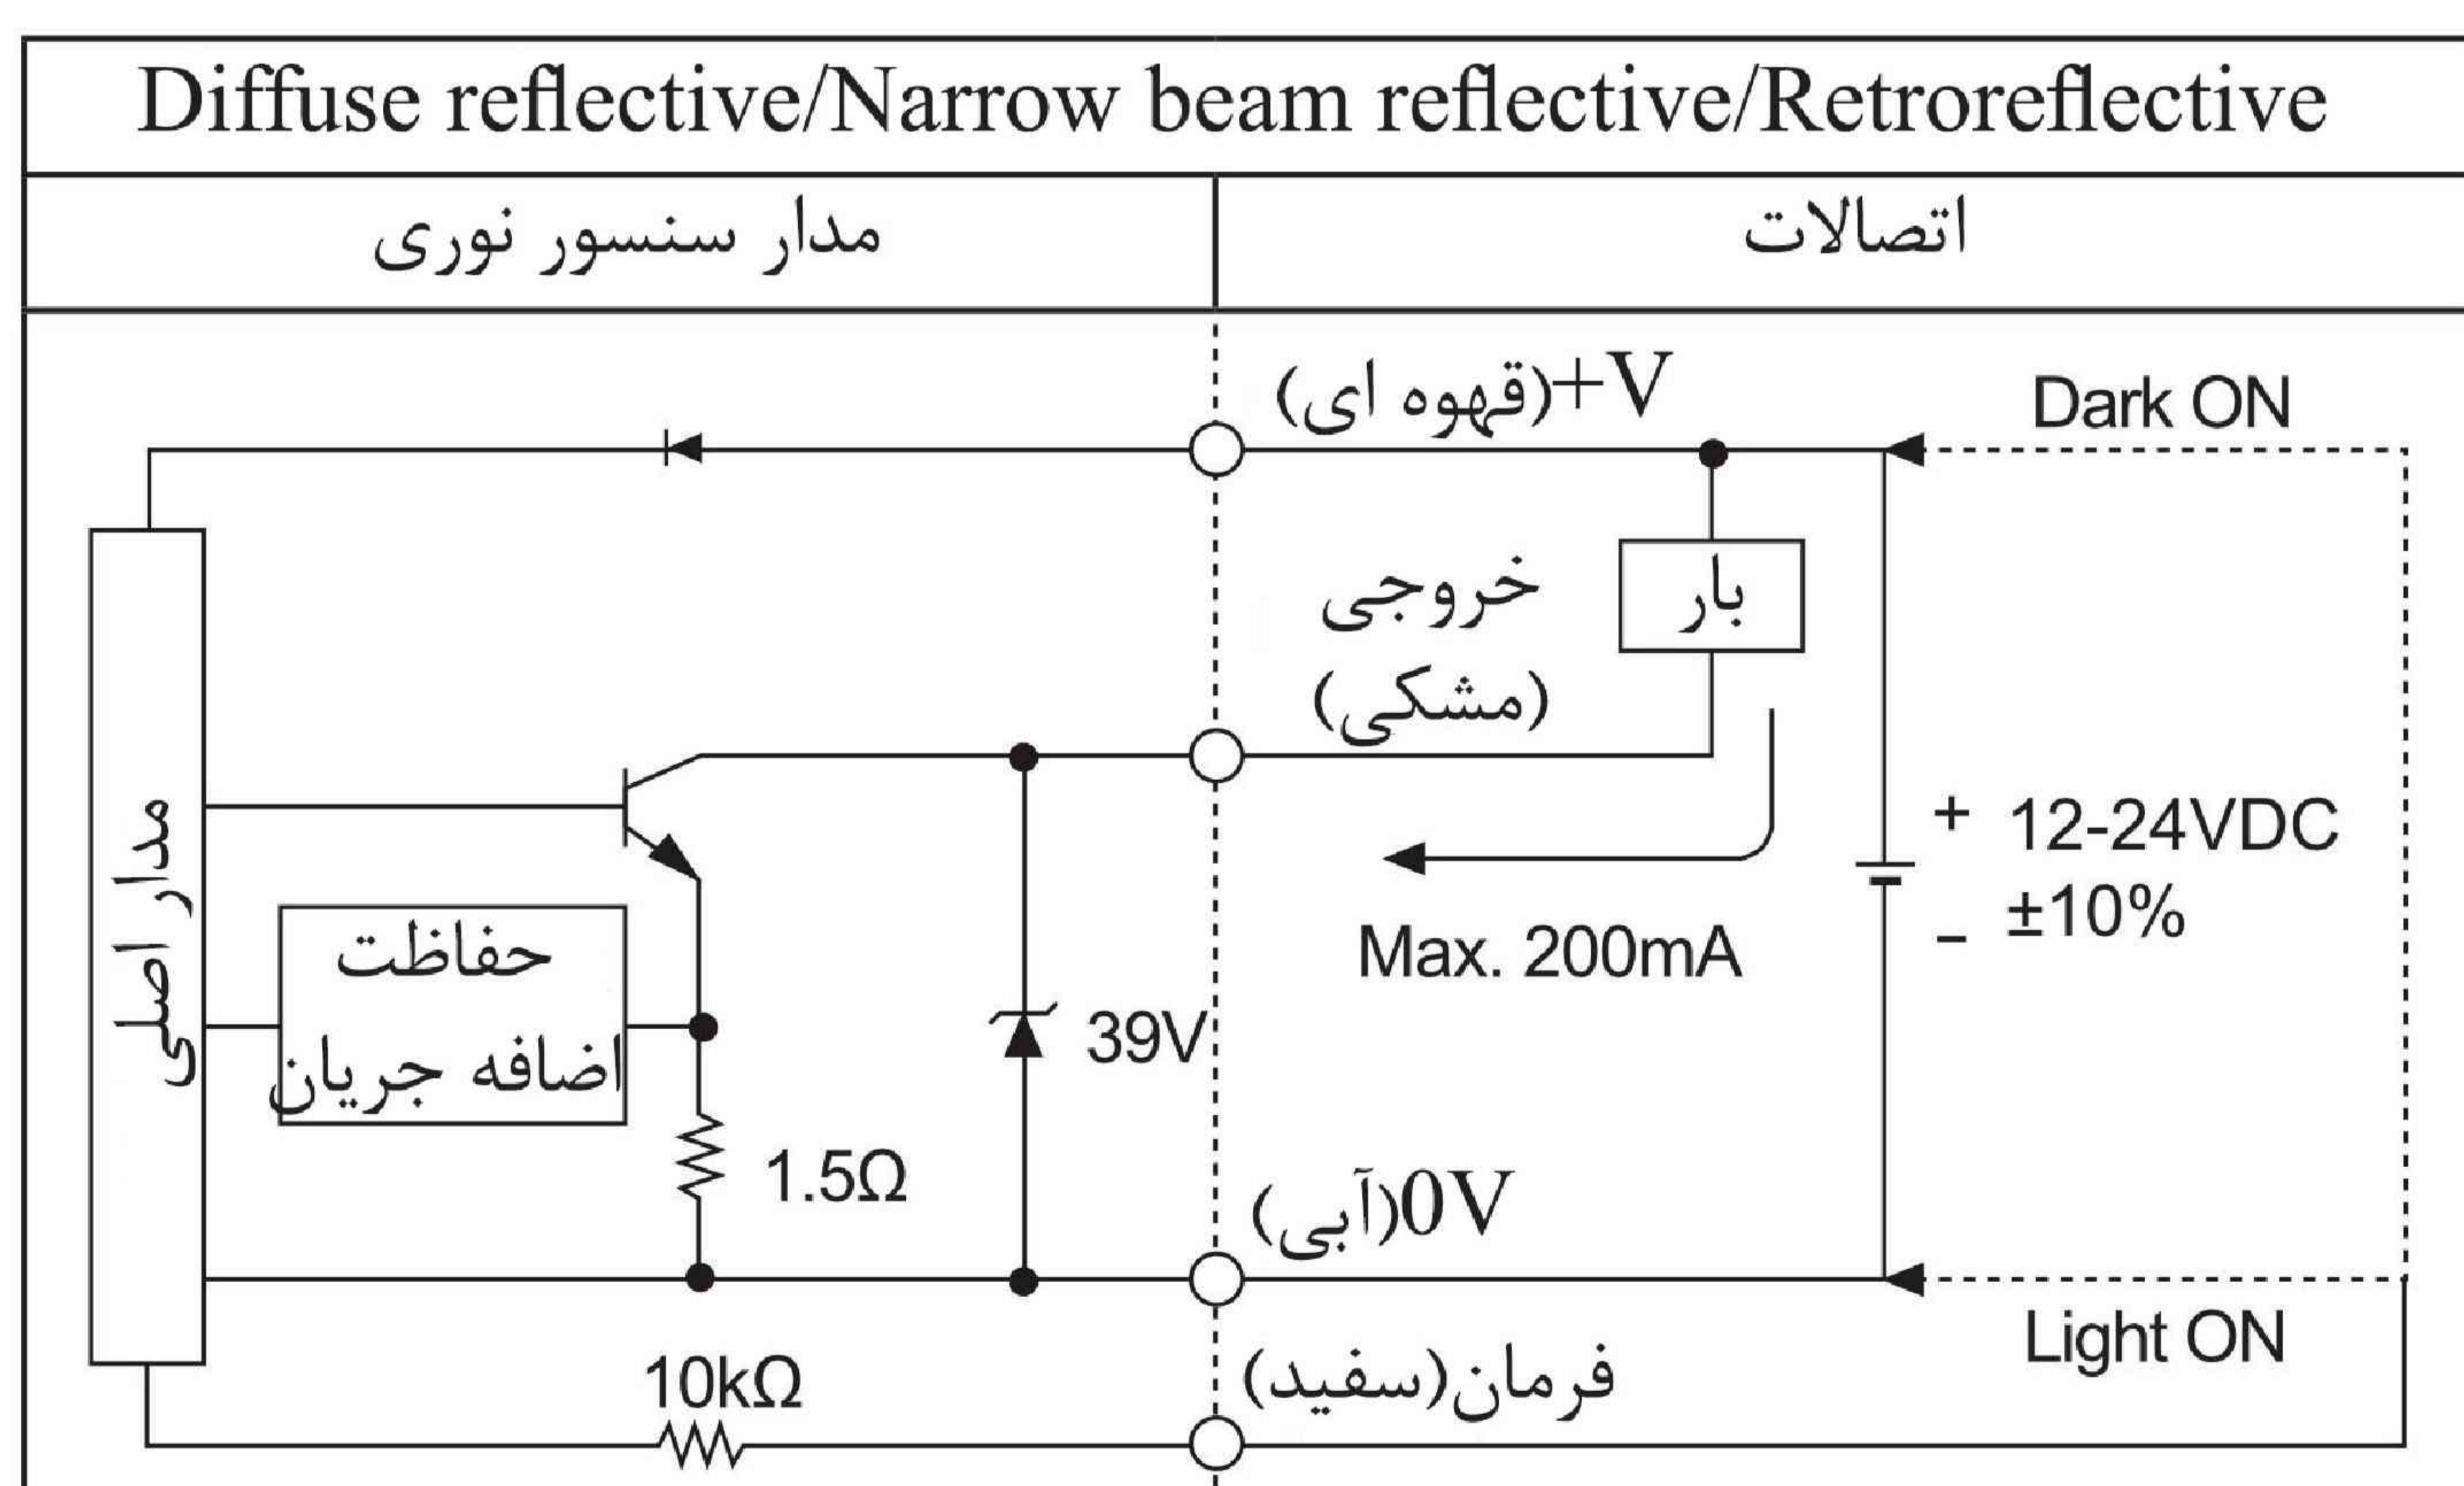 Diffuse reflective/Narrow beam reflective/Retroreflective
مدار سنسور نوری
اتصالات
(قهوه ای)+V
Dark ON
خروجی
(مشکی)
بار
مدار اصلی
حفاظت
اضافه جریان
39V
1.5Ω
Max. 200mA
+ 12-24VDC
- ±10%
(آبی)0V
Light ON
10kΩ
فرمان(سفید)